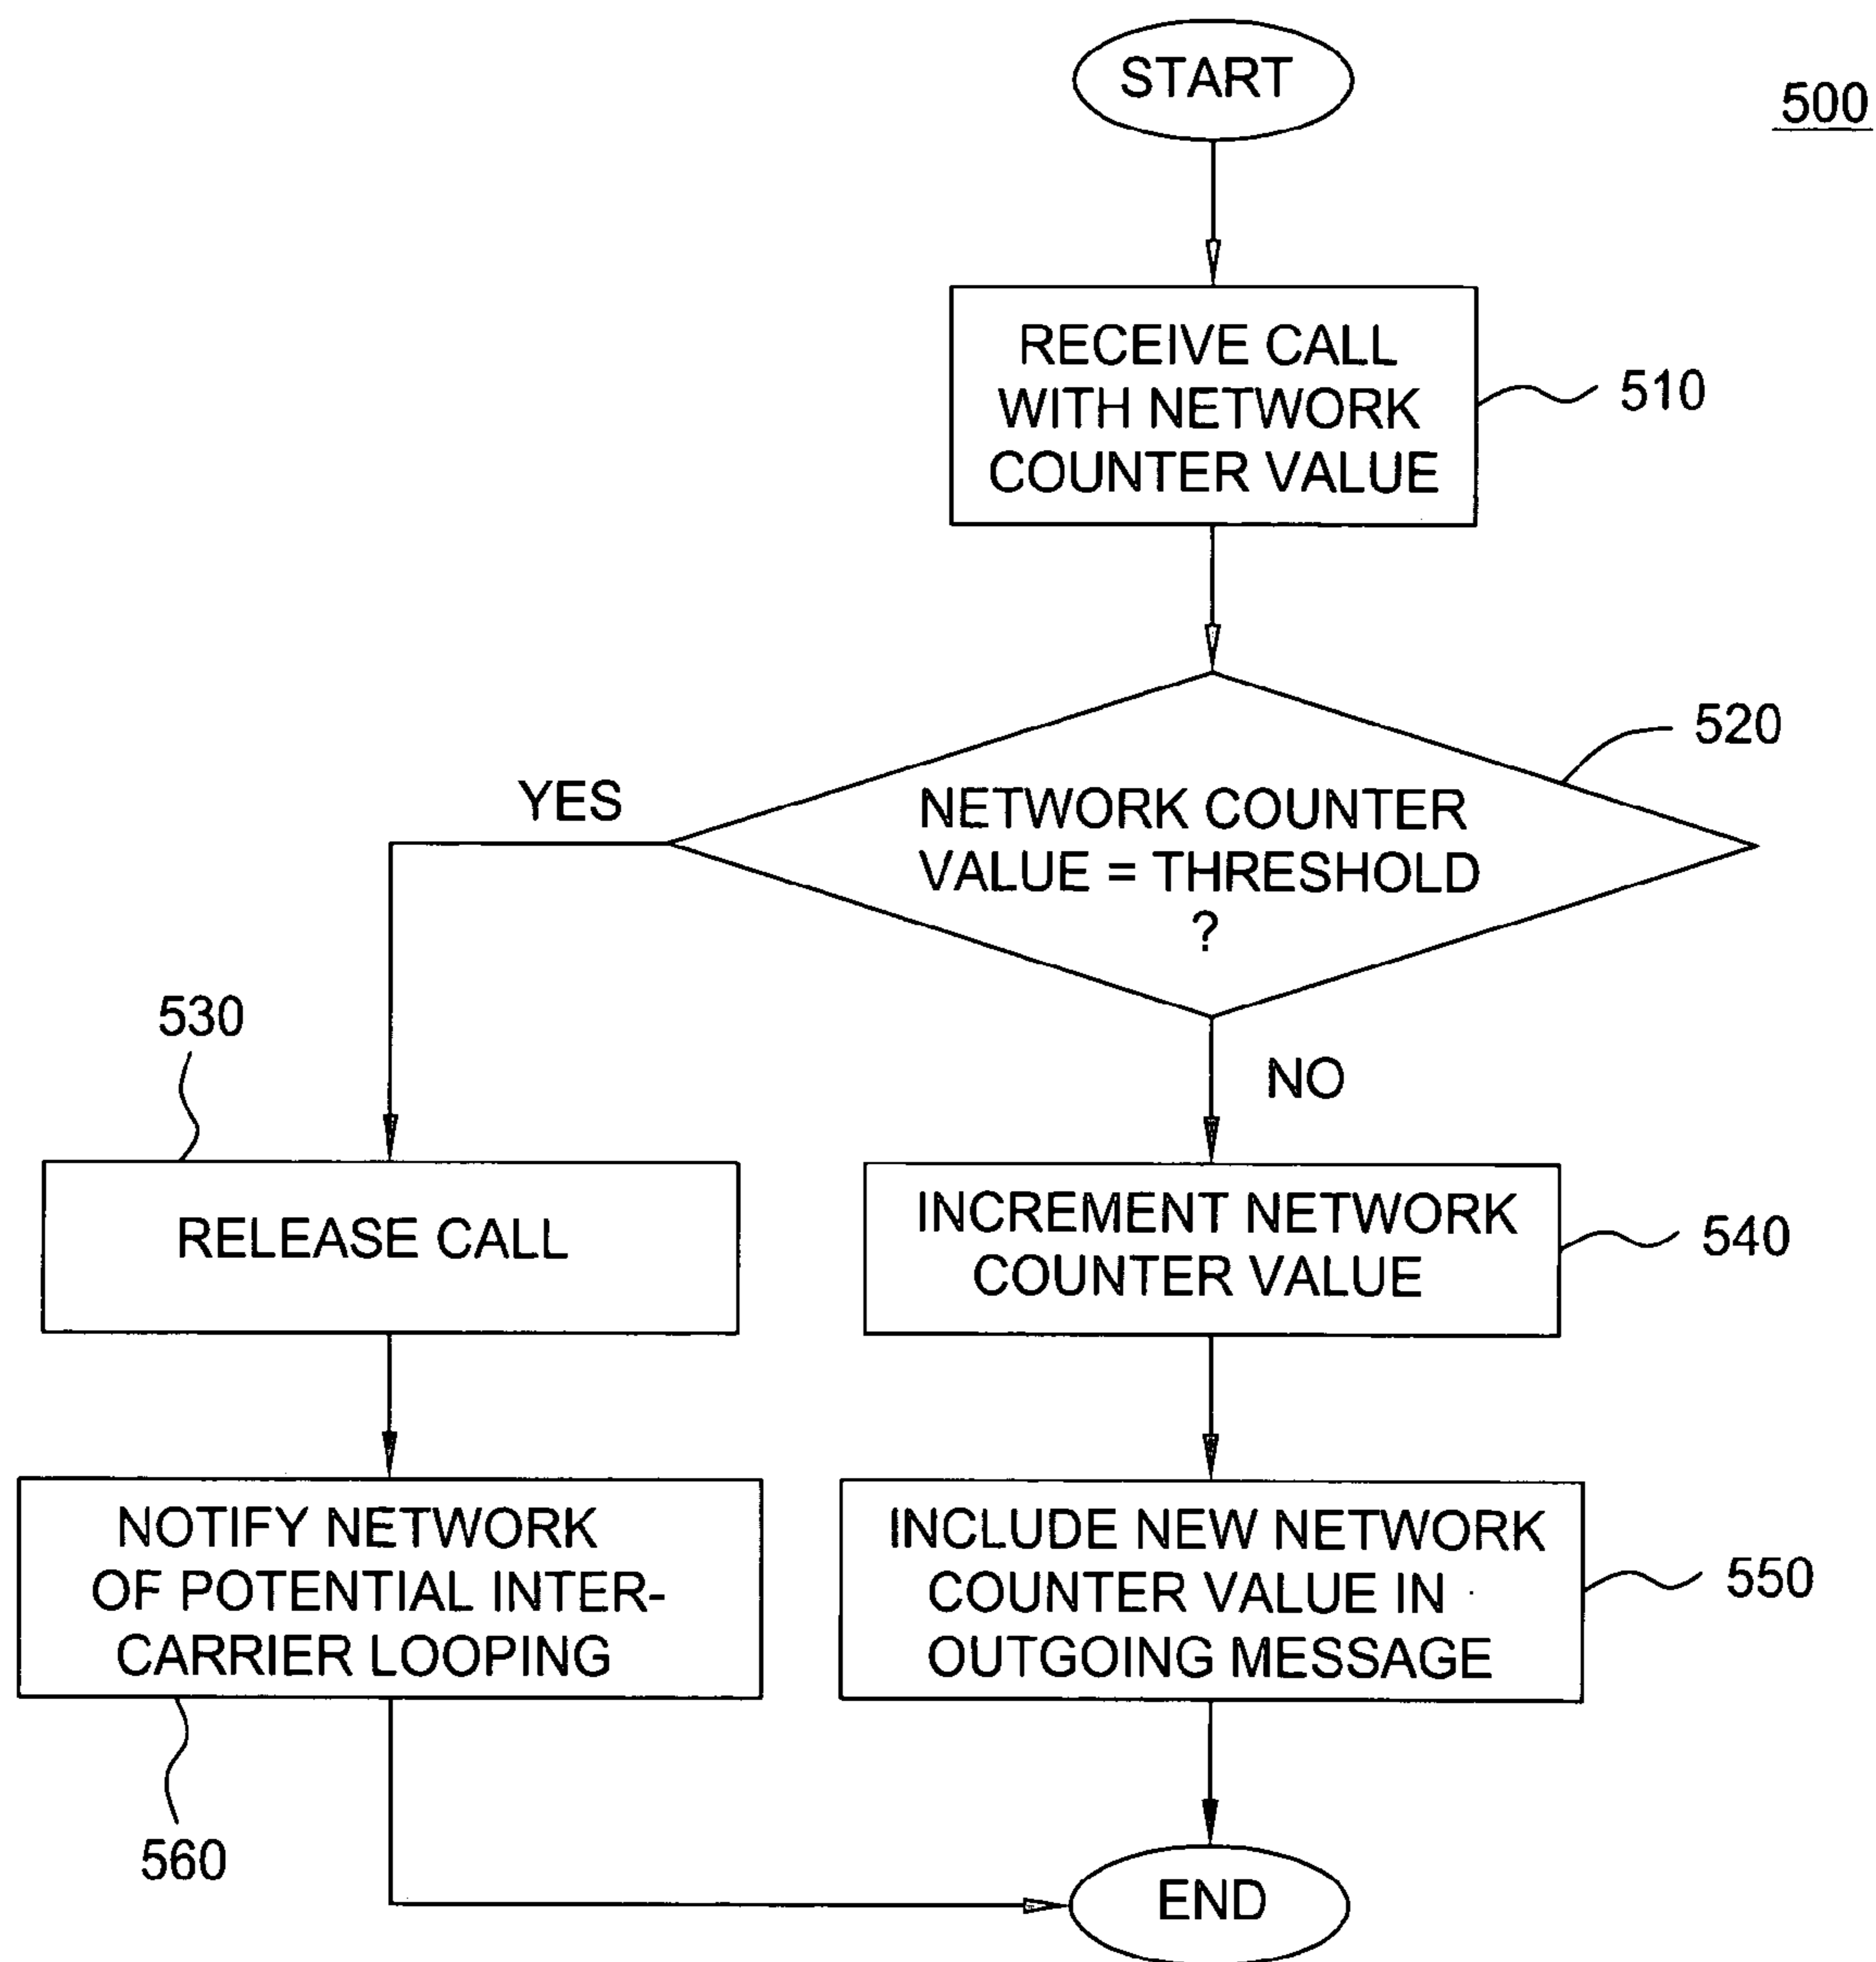 START
500
RECEIVE CALL
WITH NETWORK
COUNTER VALUE
510
520
YES
NETWORK COUNTER
VALUE = THRESHOLD
?
530
NO
RELEASE CALL
INCREMENT NETWORK
COUNTER VALUE
540
NOTIFY NETWORK
OF POTENTIAL INTER-
CARRIER LOOPING
INCLUDE NEW NETWORK
COUNTER VALUE IN
OUTGOING MESSAGE
550
560
END